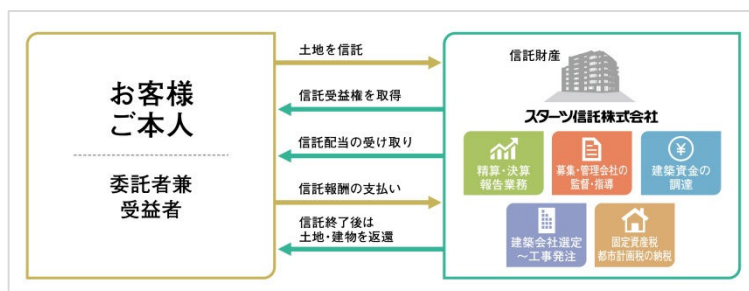 お客様
ご本人
委託者兼
受益者
土地を信託
信託受益権を取得
信託配当の受け取り
信託報酬の支払い
信託終了後は
土地・建物を返還
信託財産
スターツ信託株式会社
精算・決算
報告業務
募集・管理会社の
監督・指導
建築資金の
調達
建築会社選定
～工事発注
固定資産税
都市計画税の納税